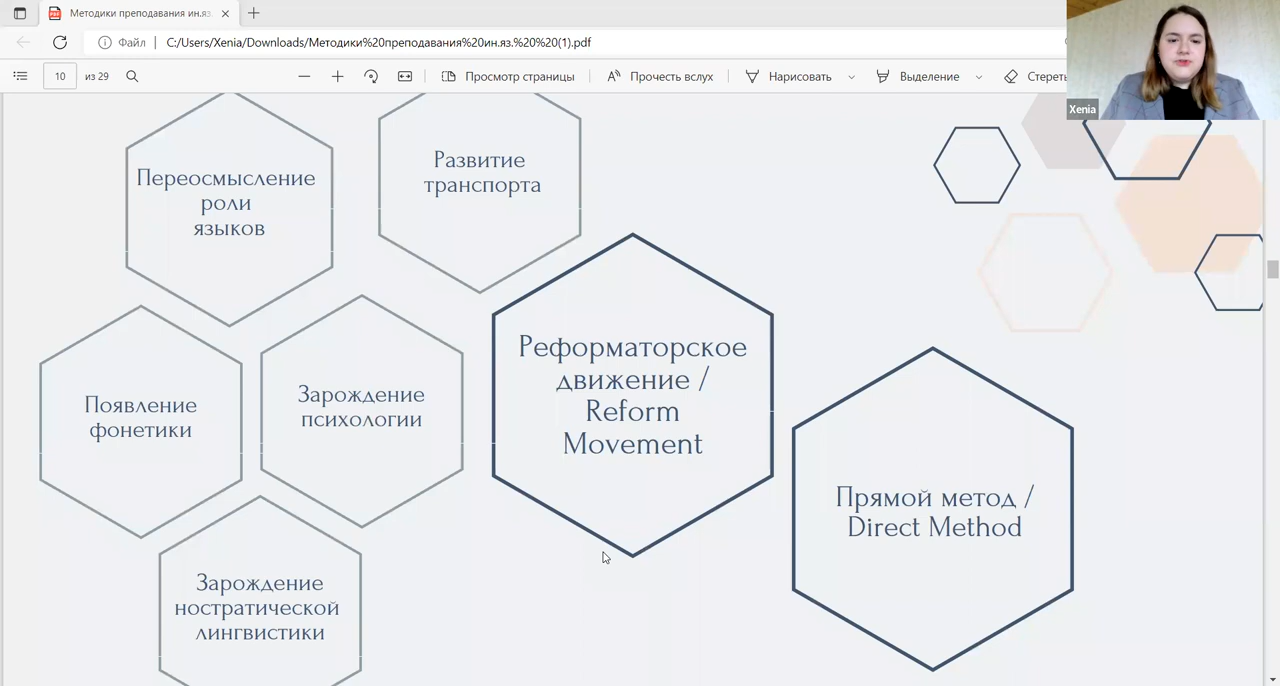 Методики преподавания ин.яз.
Файл
C:/Users/Xenia/Downloads/Методики%20преподавания%20ин.яз.%20%20(1).pdf
10 из 29
Просмотр страницы
Прочесть вслух
Нарисовать
Выделение
Стереть
Xenia
Переосмысление
роли
языков
Развитие
транспорта
Появление
фонетики
Зарождение
психологии
Реформаторское
движение /
Reform
Movement
Прямой метод /
Direct Method
Зарождение
ностратической
лингвистики